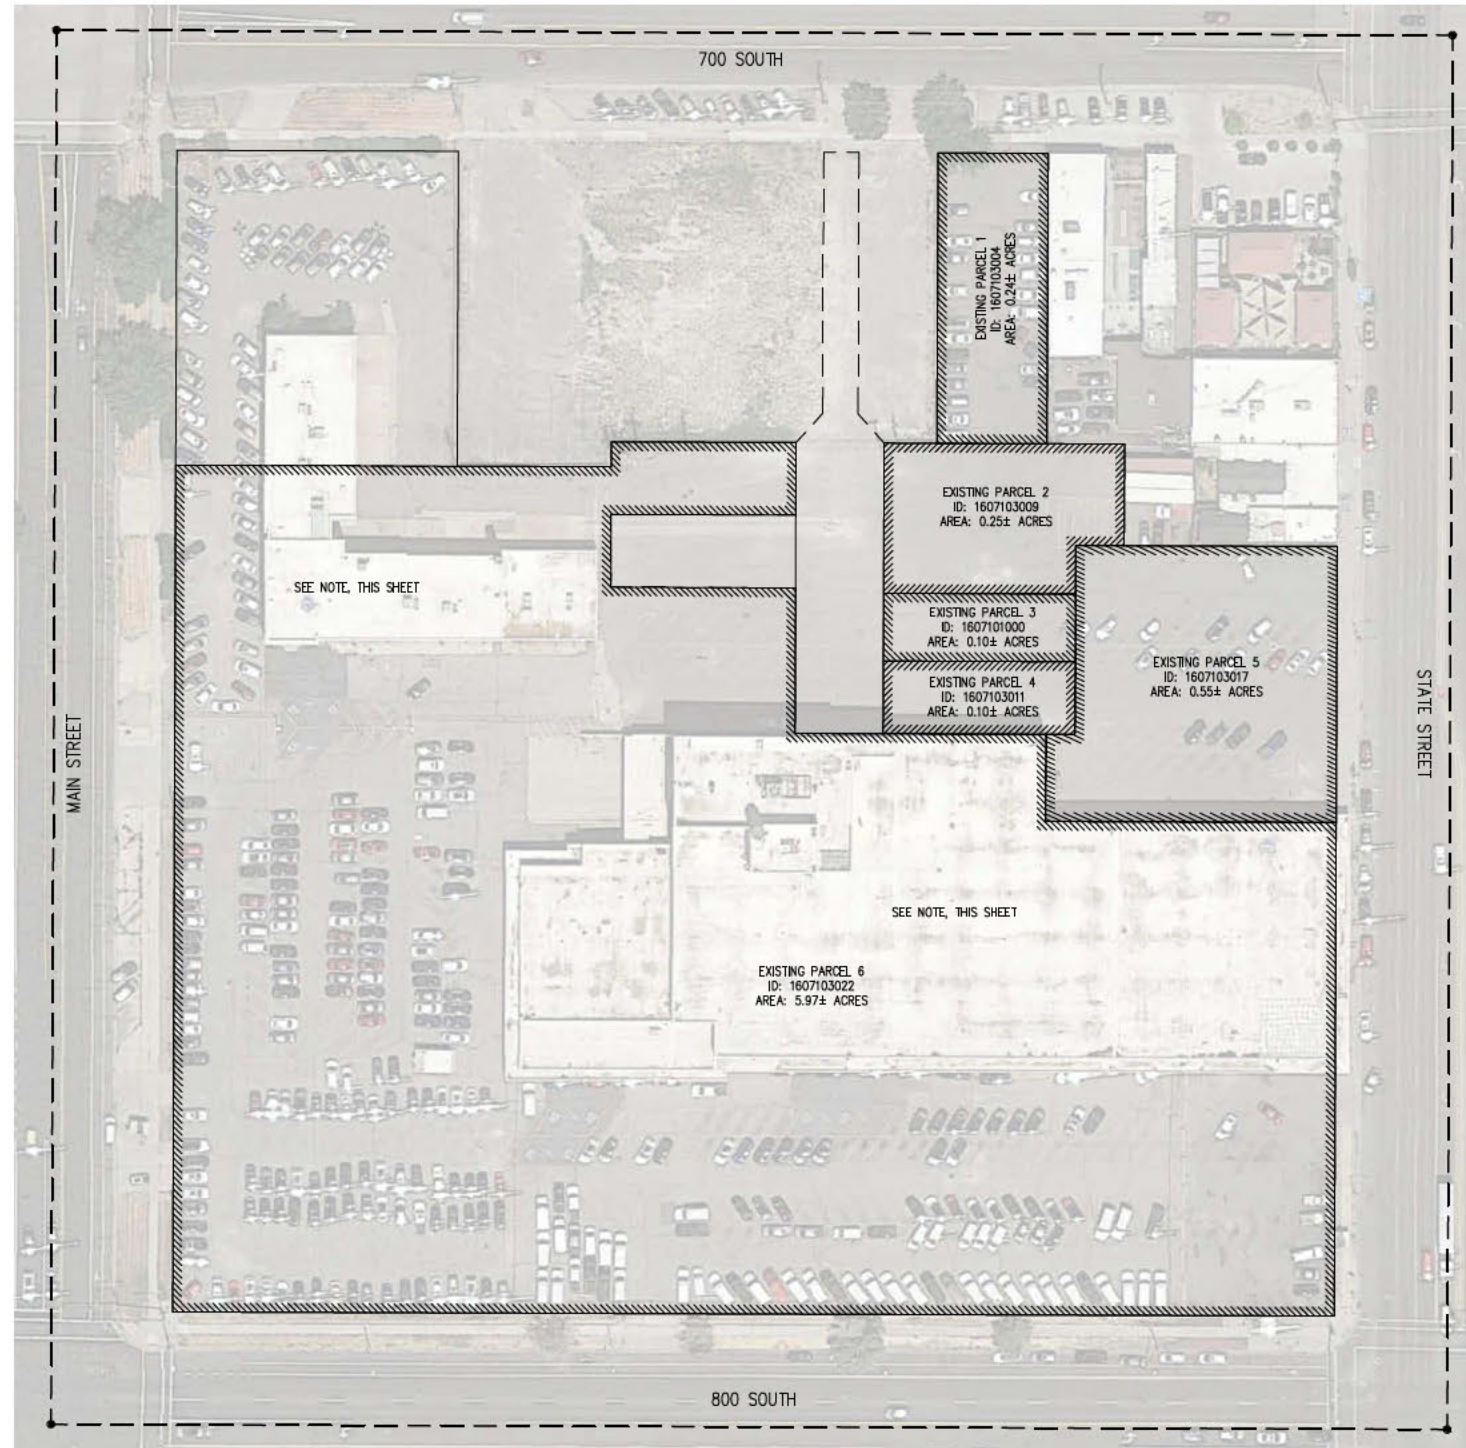 700 SOUTH
EXISTING PARCEL 1
ID: 1607103004
AREA: 0.24± ACRES
EXISTING PARCEL 2
ID: 1607103009
AREA: 0.25± ACRES
SEE NOTE, THIS SHEET
EXISTING PARCEL 3
ID: 1607101000
AREA: 0.10± ACRES
EXISTING PARCEL 4
ID: 1607103011
AREA: 0.10± ACRES
EXISTING PARCEL 5
ID: 1607103017
AREA: 0.55± ACRES
MAIN STREET
STATE STREET
SEE NOTE, THIS SHEET
EXISTING PARCEL 6
ID: 1607103022
AREA: 5.97± ACRES
800 SOUTH